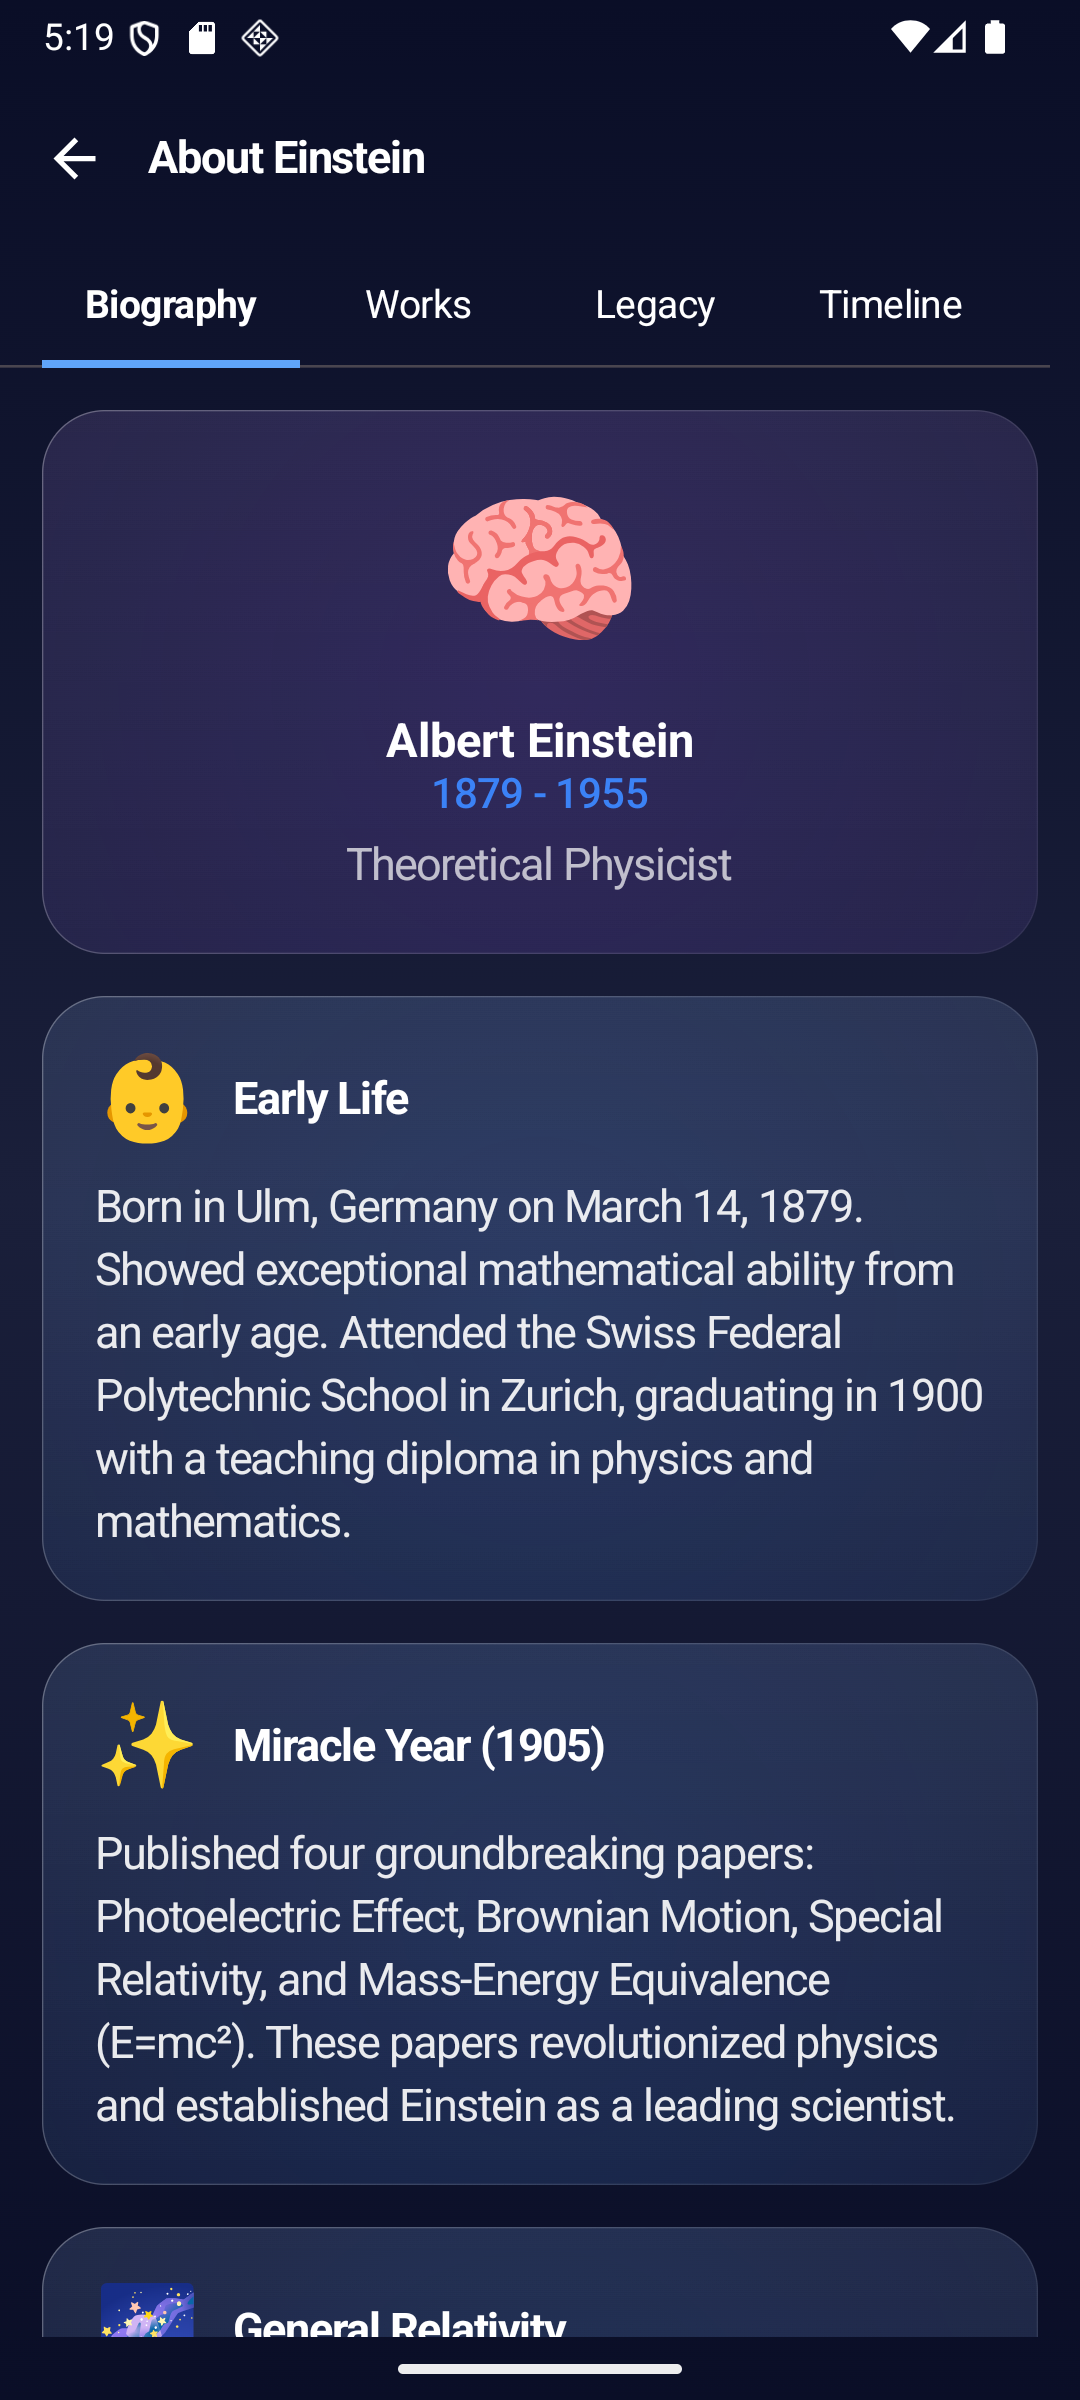 5:19
About Einstein
Biography
Works
Legacy
Timeline
Albert Einstein
1879 - 1955
Theoretical Physicist
Early Life
Born in Ulm, Germany on March 14, 1879.
Showed exceptional mathematical ability from
an early age. Attended the Swiss Federal
Polytechnic School in Zurich, graduating in 1900
with a teaching diploma in physics and
mathematics.
Miracle Year (1905)
Published four groundbreaking papers:
Photoelectric Effect, Brownian Motion, Special
Relativity, and Mass-Energy Equivalence
(E=mc²). These papers revolutionized physics
and established Einstein as a leading scientist.
General Relativity